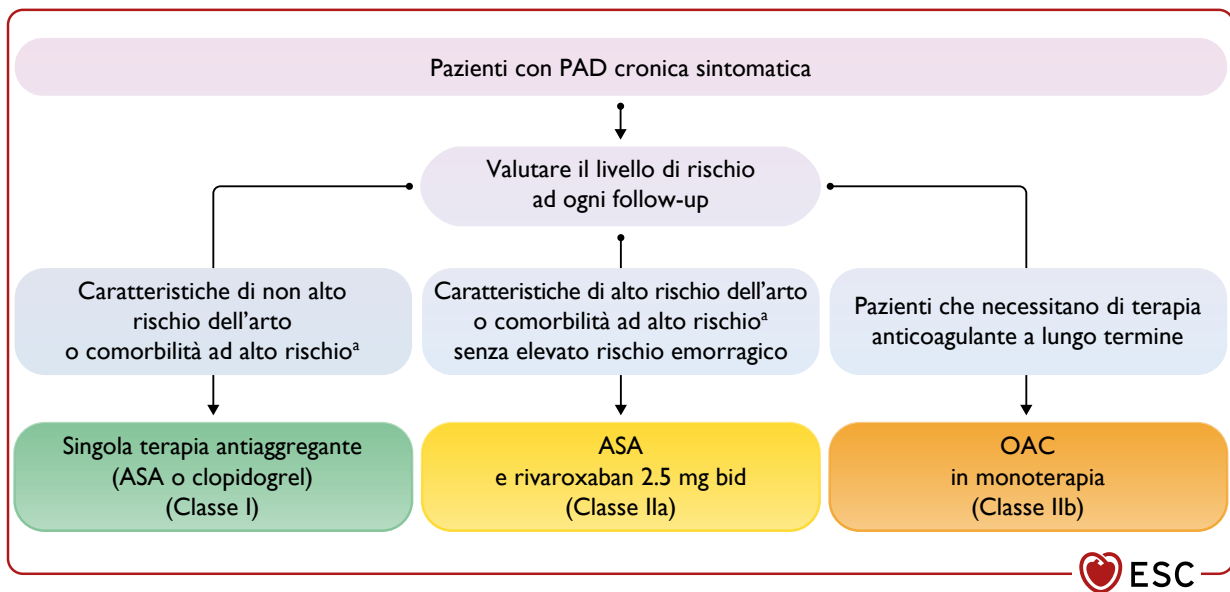 Pazienti con PAD cronica sintomatica
Valutare il livello di rischio
ad ogni follow-up
Caratteristiche di non alto
rischio dell'arto
o comorbilità ad alto rischioᵃ
Caratteristiche di alto rischio dell'arto
o comorbilità ad alto rischioᵃ
senza elevato rischio emorragico
Pazienti che necessitano di terapia
anticoagulante a lungo termine
Singola terapia antiaggregante
(ASA o clopidogrel)
(Classe I)
ASA
e rivaroxaban 2.5 mg bid
(Classe IIa)
OAC
in monoterapia
(Classe IIb)
ESC